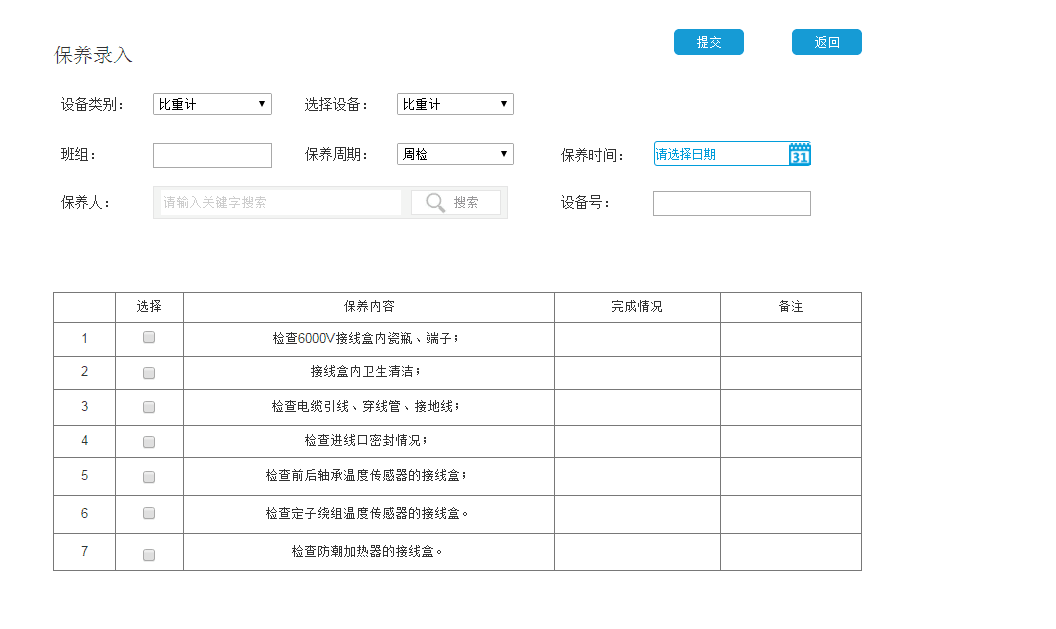 保养录入 提交 返回
设备类别： 比重计 选择设备： 比重计
班组： 保养周期： 周检 保养时间： 请选择日期 31
保养人： 请输入关键字搜索 搜索 设备号：
选择 保养内容 完成情况 备注
1 检查6000V接线盒内瓷瓶、端子；
2 接线盒内卫生清洁；
3 检查电缆引线、穿线管、接地线；
4 检查进线口密封情况；
5 检查前后轴承温度传感器的接线盒；
6 检查定子绕组温度传感器的接线盒。
7 检查防潮加热器的接线盒。